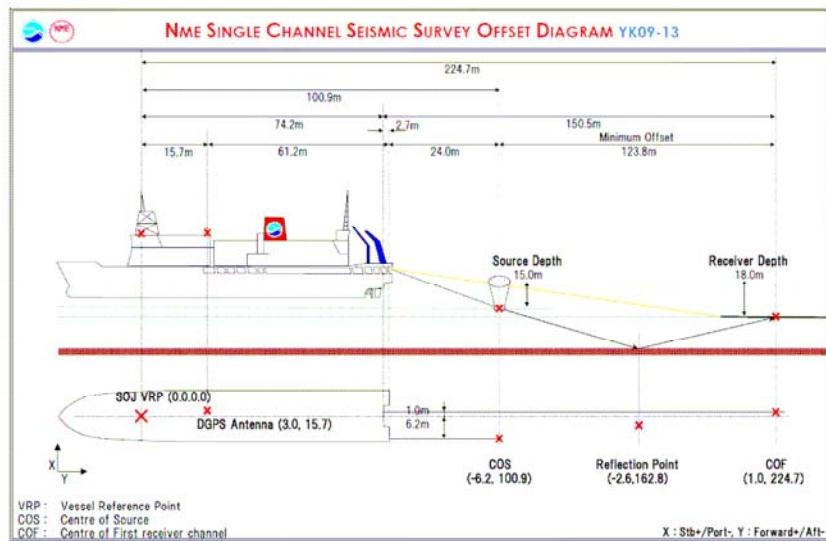 NME
NME SINGLE CHANNEL SEISMIC SURVEY OFFSET DIAGRAM YK09-13
224.7m
100.9m
74.2m
2.7m
150.5m
Minimum Offset
15.7m
61.2m
24.0m
123.8m
Source Depth
15.0m
Receiver Depth
18.0m
SOJ VRP (0.0.0.0)
DGPS Antenna (3.0, 15.7)
1.0m
6.2m
X
Y
COS
(-6.2, 100.9)
Reflection Point
(-2.6,162.8)
COF
(1.0, 224.7)
VRP : Vessel Reference Point
COS : Centre of Source
COF : Centre of First receiver channel
X : Stb+/Port-, Y : Forward+/Aft-